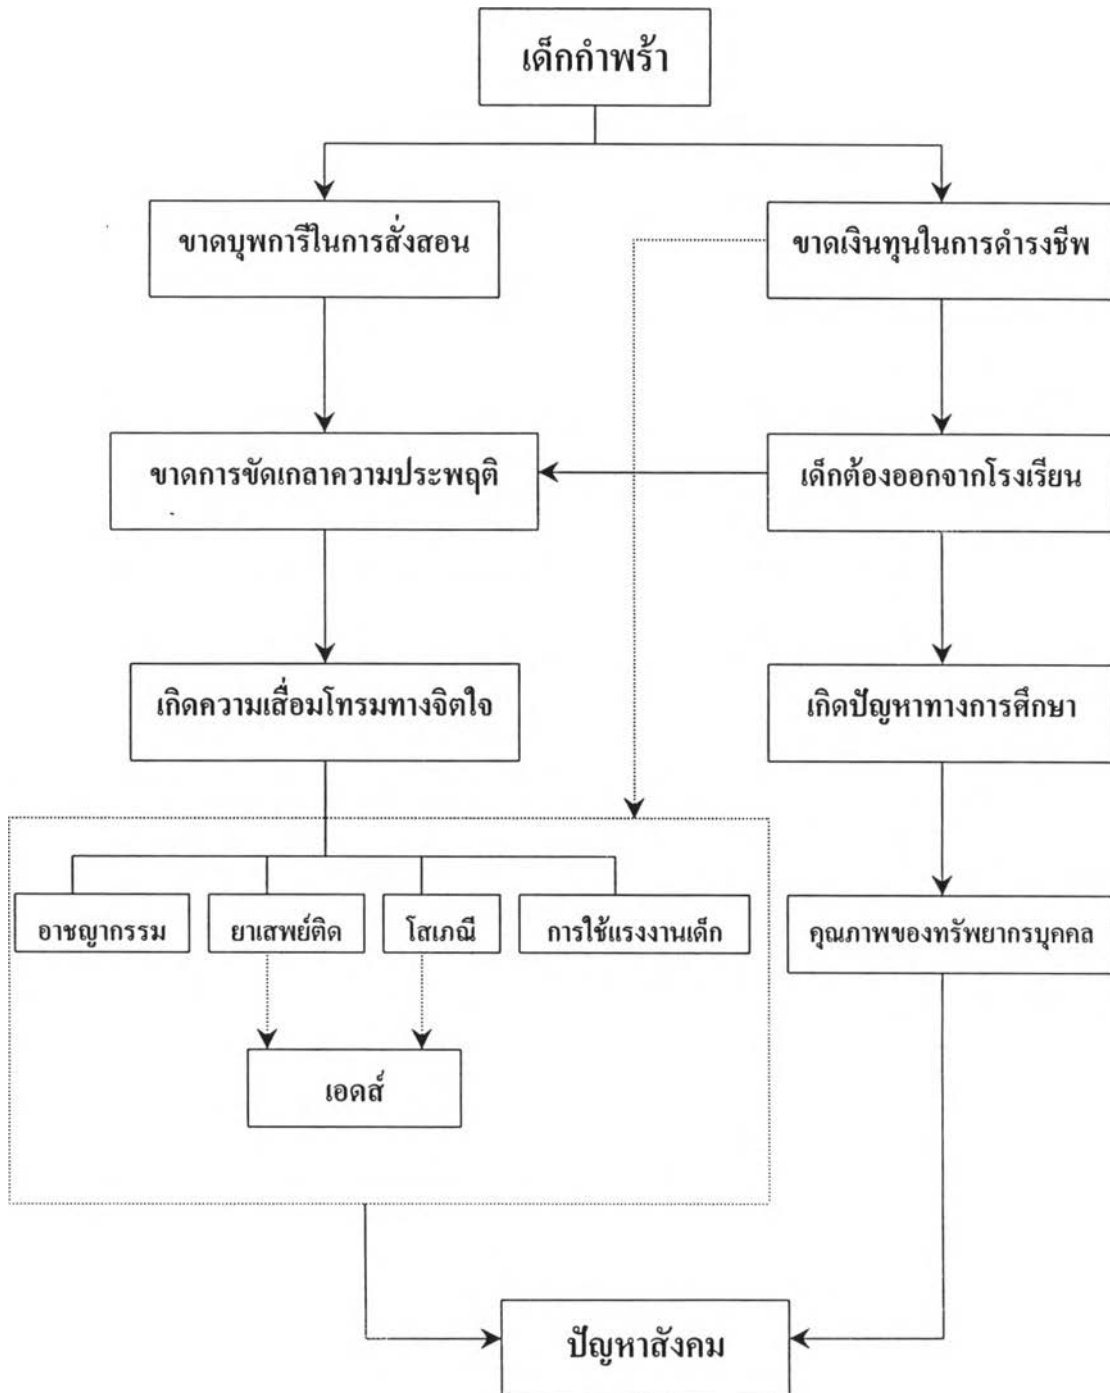 เด็กกำพร้า
ขาดบุพการีในการสั่งสอน
ขาดเงินทุนในการดำรงชีพ
ขาดการขัดเกลาความประพฤติ
เด็กต้องออกจากโรงเรียน
เกิดความเสื่อมโทรมทางจิตใจ
เกิดปัญหาทางการศึกษา
อาชญากรรม
ยาเสพย์ติด
โสเภณี
การใช้แรงงานเด็ก
คุณภาพของทรัพยากรบุคคล
เอดส์
ปัญหาสังคม